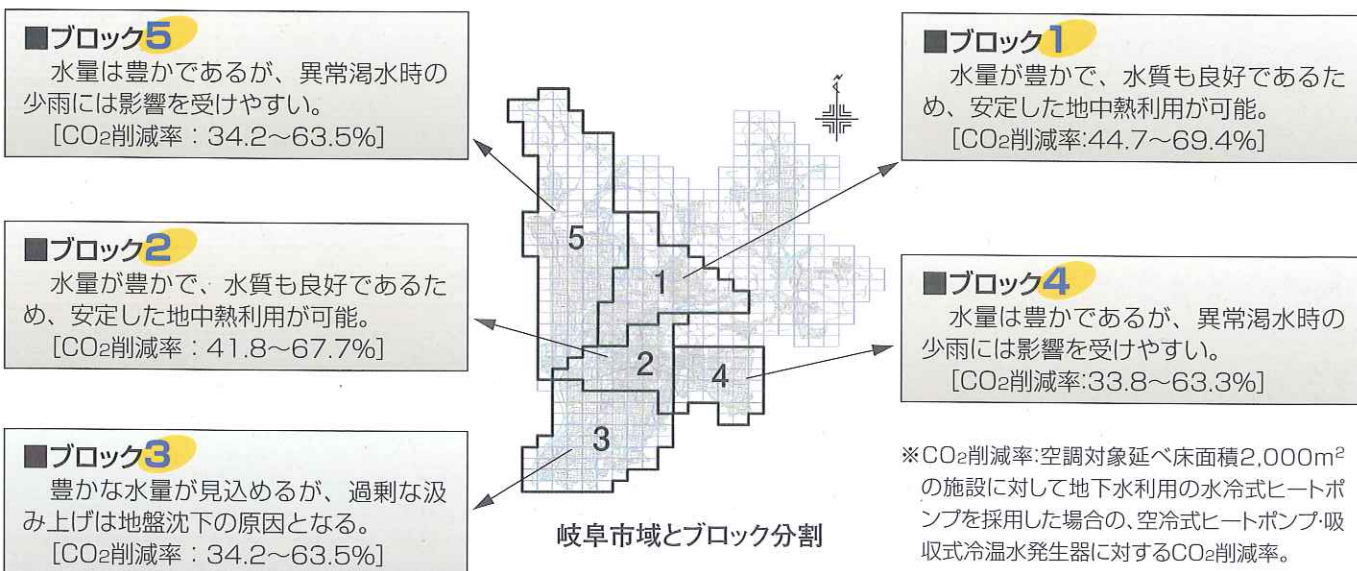 ■ブロック5
水量は豊かであるが、異常渇水時の
少雨には影響を受けやすい。
[CO₂削減率：34.2～63.5%]
■ブロック1
水量が豊かで、水質も良好であるた
め、安定した地中熱利用が可能。
[CO₂削減率:44.7～69.4%]
■ブロック2
水量が豊かで、水質も良好であるた
め、安定した地中熱利用が可能。
[CO₂削減率：41.8～67.7%]
■ブロック4
水量は豊かであるが、異常渇水時の
少雨には影響を受けやすい。
[CO₂削減率:33.8～63.3%]
■ブロック3
豊かな水量が見込めるが、過剰な汲
み上げは地盤沈下の原因となる。
[CO₂削減率：34.2～63.5%]
5
1
2
4
3
N
岐阜市域とブロック分割
※CO₂削減率:空調対象延べ床面積2,000m²
の施設に対して地下水利用の水冷式ヒートポ
ンプを採用した場合の、空冷式ヒートポンプ・吸
収式冷温水発生器に対するCO₂削減率。